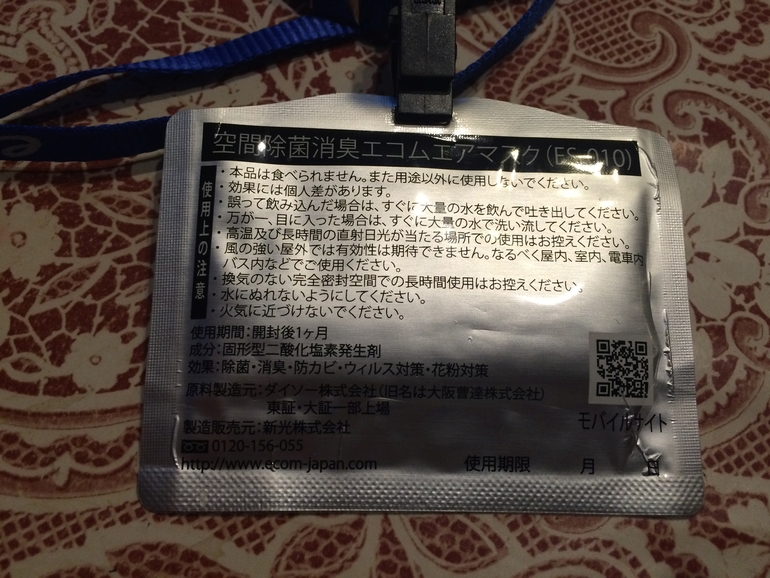 空間除菌消臭エコムエアマスク(ES-010)
使用上の注意
・本品は食べられません。また用途以外に使用しないでください。
・効果には個人差があります。
・誤って飲み込んだ場合は、すぐに大量の水を飲んで吐き出してください。
・万が一、目に入った場合は、すぐに大量の水で洗い流してください。
・高温及び長時間の直射日光が当たる場所での使用はお控えください。
・風の強い屋外では有効性は期待できません。なるべく屋内、室内、電車内
バス内などでご使用ください。
・換気のない完全密封空間での長時間使用はお控えください。
・水にぬれないようにしてください。
・火気に近づけないでください。
使用期間:開封後1ヶ月
成分:固形型二酸化塩素発生剤
効果:除菌・消臭・防カビ・ウィルス対策・花粉対策
原料製造元:ダイソー株式会社(旧名は大阪曹達株式会社)
東証・大証一部上場
製造販売元:新光株式会社
0120-156-055
http://www.ecom-japan.com
モバイルサイト
使用期限 月 日